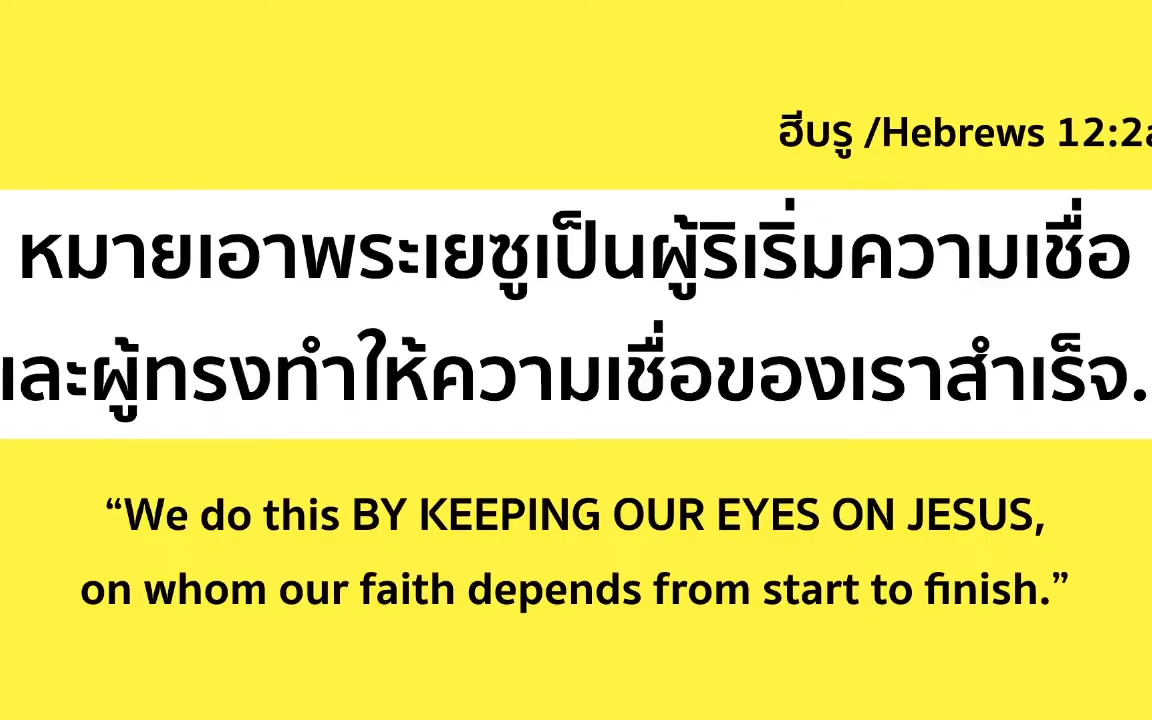 ฮีบรู /Hebrews 12:2a
หมายเอาพระเยซูเป็นผู้ริเริ่มความเชื่อ
และผู้ทรงทำให้ความเชื่อของเราสำเร็จ.
“We do this BY KEEPING OUR EYES ON JESUS,
on whom our faith depends from start to finish.”